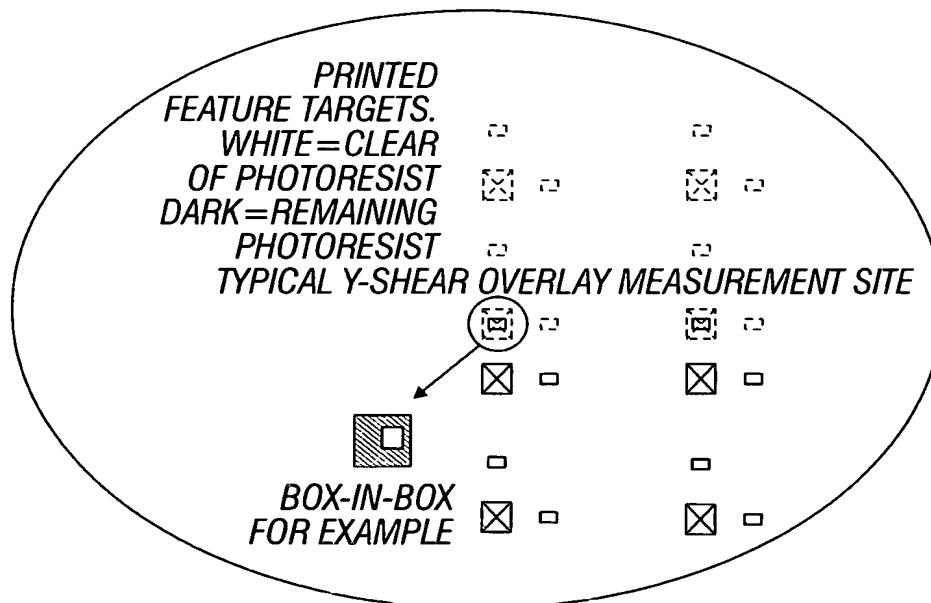 PRINTED
FEATURE TARGETS.
WHITE=CLEAR
OF PHOTORESIST
DARK=REMAINING
PHOTORESIST
TYPICAL Y-SHEAR OVERLAY MEASUREMENT SITE
BOX-IN-BOX
FOR EXAMPLE